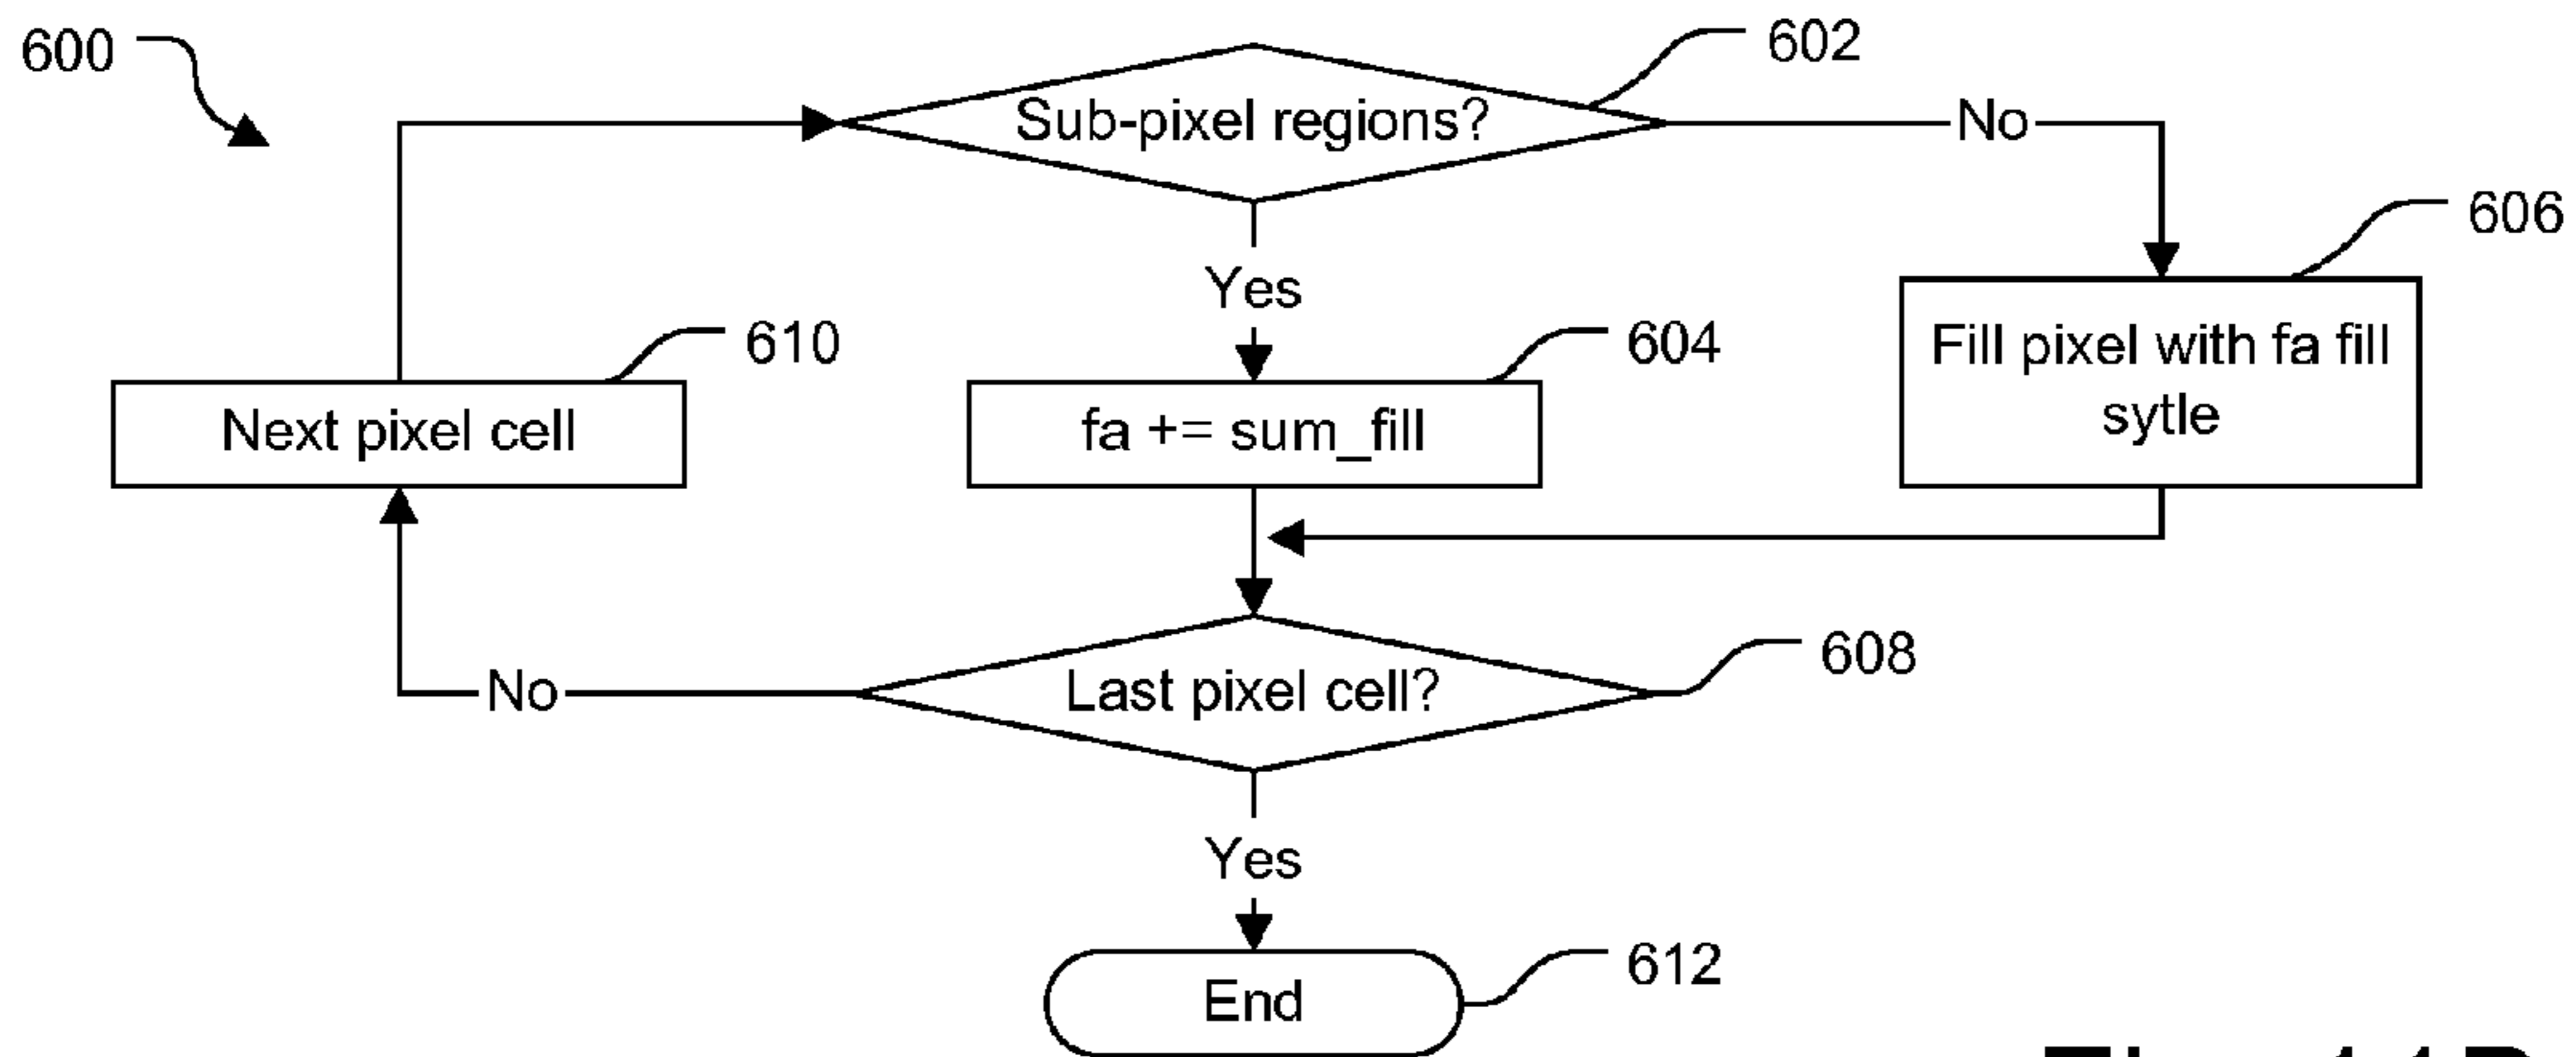 600
602
Sub-pixel regions?
No
606
Yes
610
604
Fill pixel with fa fill
sytle
Next pixel cell
fa += sum_fill
608
No
Last pixel cell?
Yes
612
End